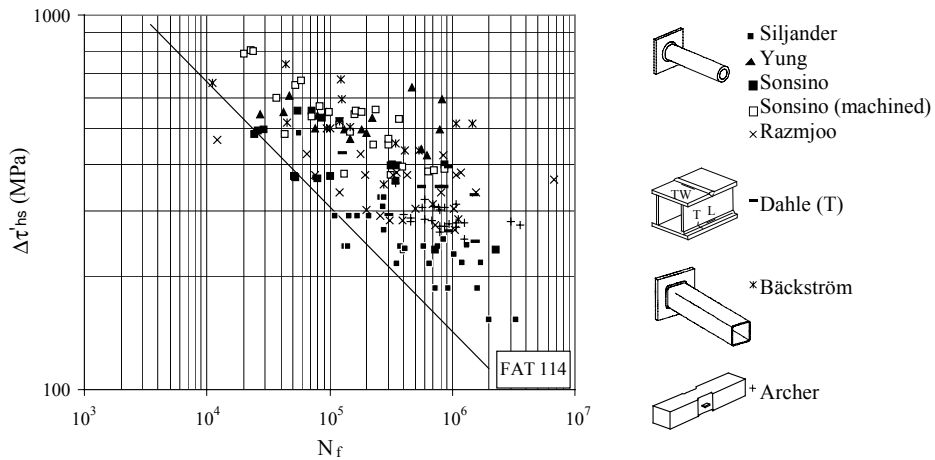 1000
100
Δτ'hs (MPa)
FAT 114
10³ 10⁴ 10⁵ 10⁶ 10⁷
N_f
Siljander
Yung
Sonsino
Sonsino (machined)
Razmjoo
TW
T L
Dahle (T)
Bäckström
Archer